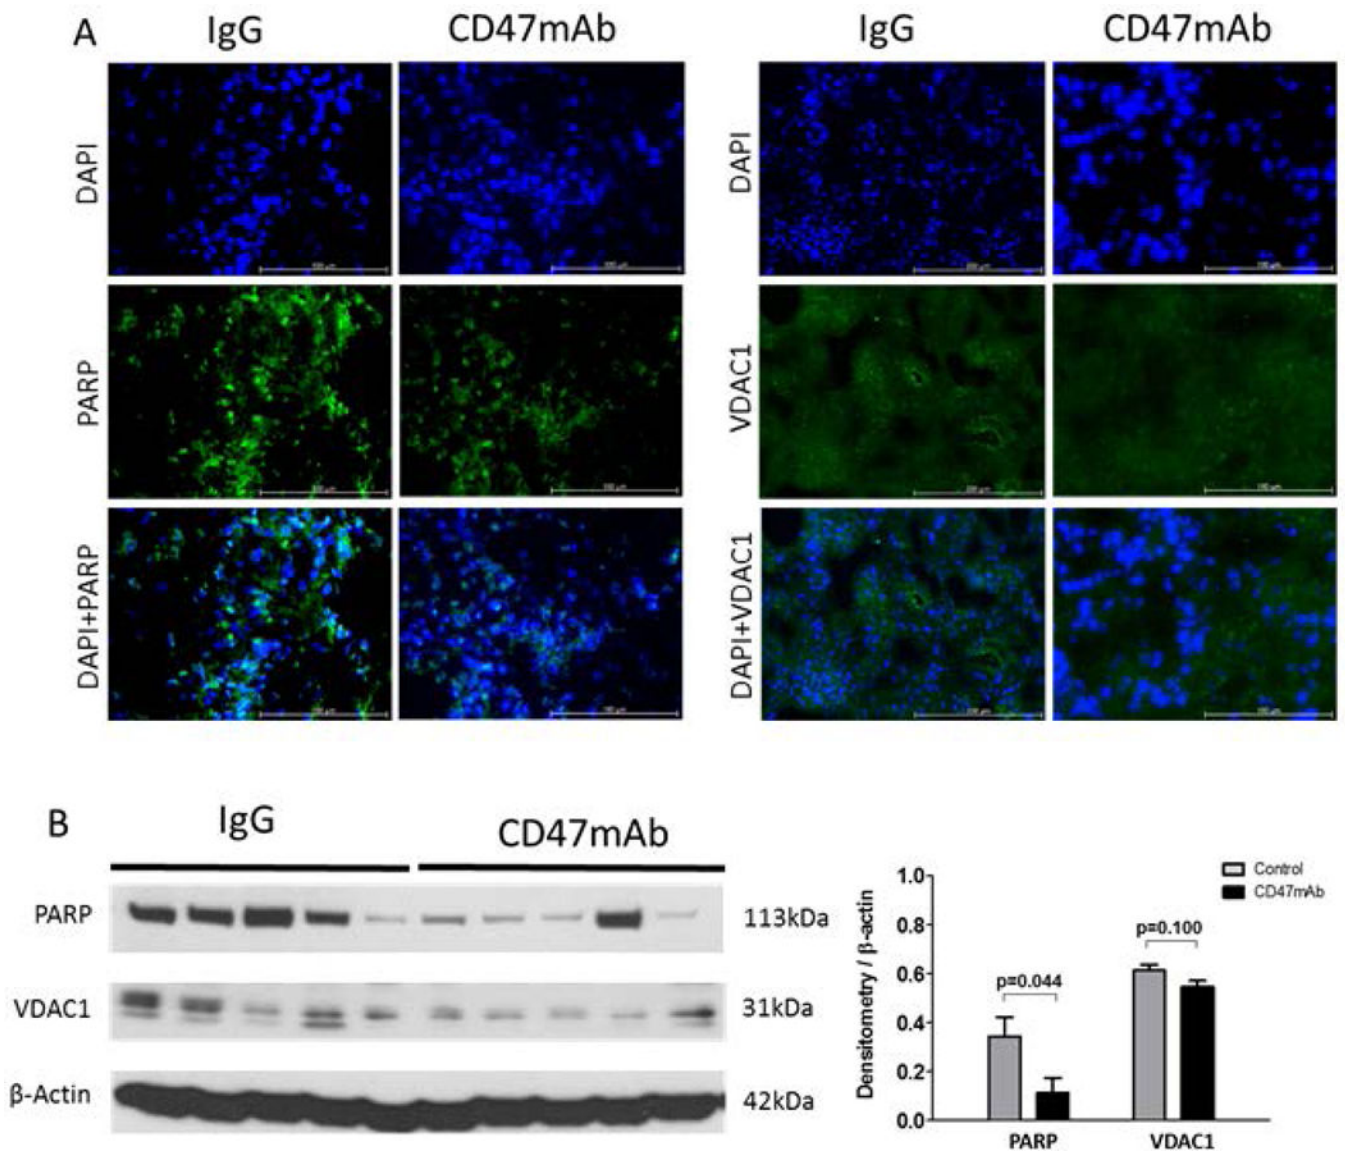 A
IgG
CD47mAb
IgG
CD47mAb
DAPI
DAPI
PARP
VDAC1
DAPI+PARP
DAPI+VDAC1
B
IgG
CD47mAb
PARP
113kDa
VDAC1
31kDa
β-Actin
42kDa
Control
CD47mAb
Densitometry / β-actin
1.0
0.8
0.6
0.4
0.2
0.0
p=0.044
p=0.100
PARP
VDAC1